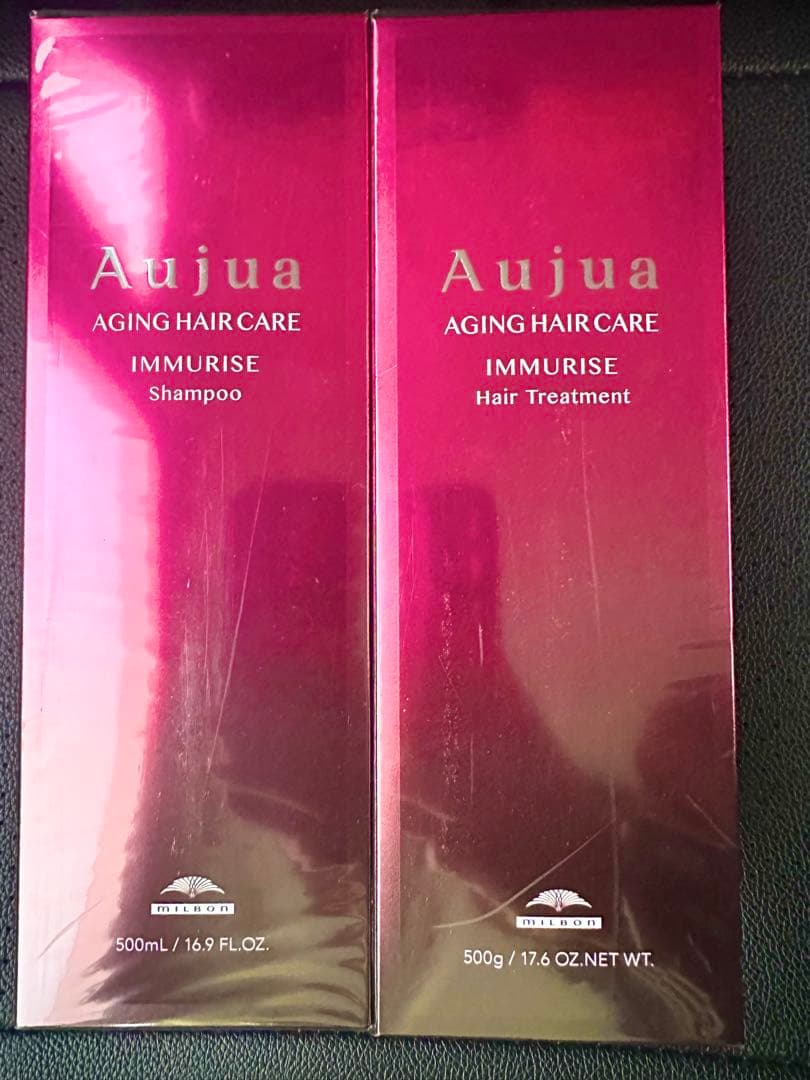 Aujua
AGING HAIR CARE
IMMURISE
Shampoo
MILBON
500mL / 16.9 FL.OZ.
Aujua
AGING HAIR CARE
IMMURISE
Hair Treatment
MILBON
500g / 17.6 OZ.NET WT.